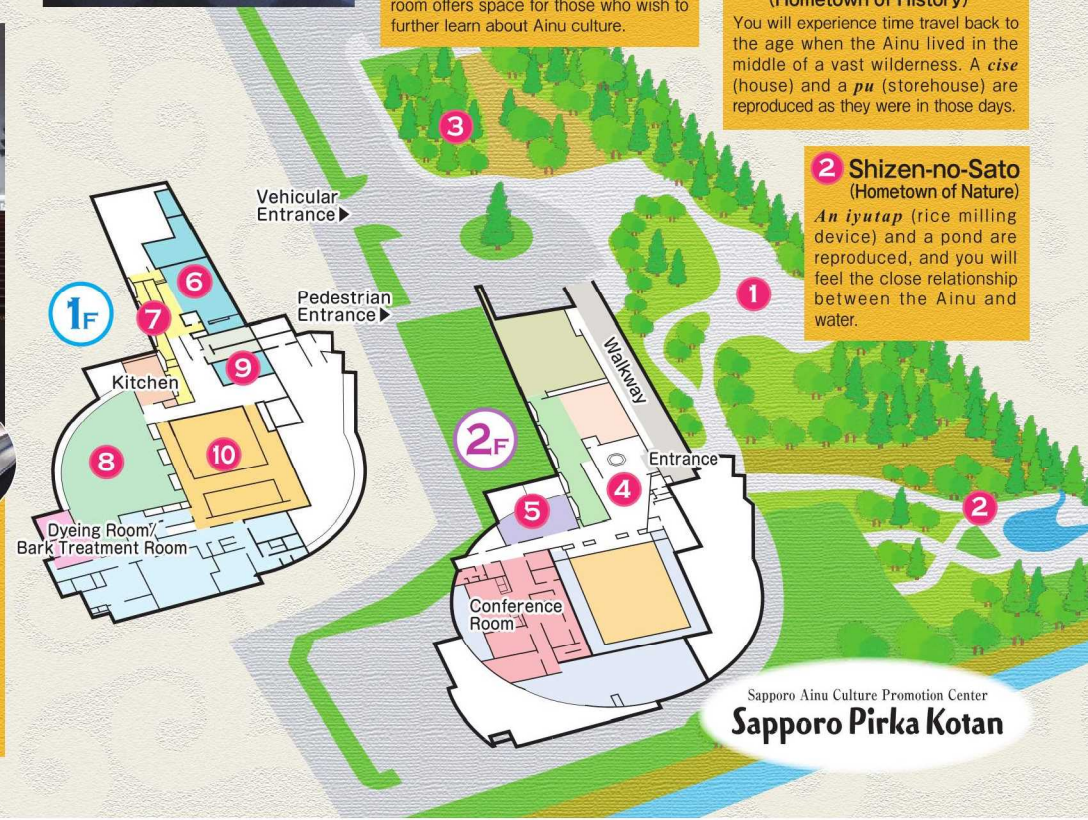 room offers space for those who wish to
further learn about Ainu culture.
(Hometown of History)
You will experience time travel back to
the age when the Ainu lived in the
middle of a vast wilderness. A cise
(house) and a pu (storehouse) are
reproduced as they were in those days.
2 Shizen-no-Sato
(Hometown of Nature)
An iyutap (rice milling
device) and a pond are
reproduced, and you will
feel the close relationship
between the Ainu and
water.
3
Vehicular
Entrance▶
Pedestrian
Entrance▶
1
1F
6
7
9
Kitchen
8
10
Dyeing Room/
Bark Treatment Room
2F
Walkway
Entrance
4
5
2
Conference
Room
Sapporo Ainu Culture Promotion Center
Sapporo Pirka Kotan